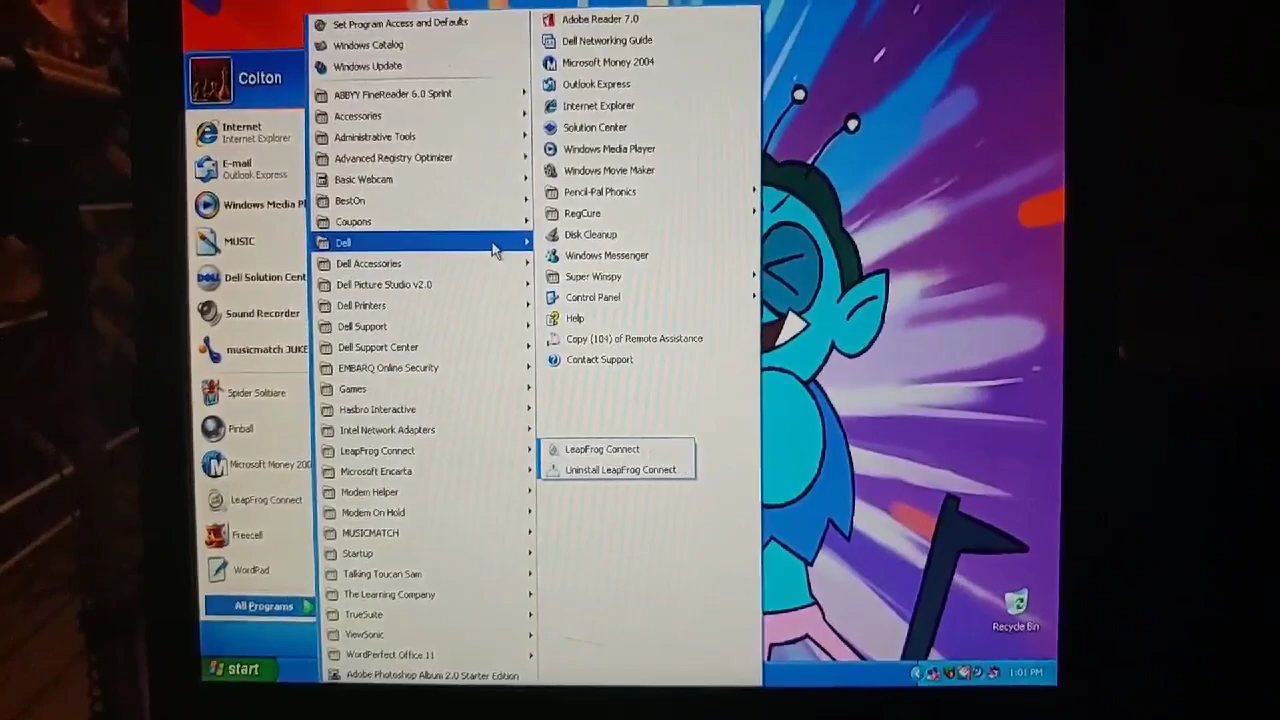 Colton
Internet
Internet Explorer
E-mail
Outlook Express
Windows Media Pl
MUSIC
Dell Solution Cent
Sound Recorder
musicmatch JUKE
Spider Solitaire
Pinball
Microsoft Money 200
LeapFrog Connect
Freecell
WordPad
All Programs
start
Set Program Access and Defaults
Windows Catalog
Windows Update
ABBYY FineReader 6.0 Sprint
Accessories
Administrative Tools
Advanced Registry Optimizer
Basic Webcam
BestOn
Coupons
Dell
Dell Accessories
Dell Picture Studio v2.0
Dell Printers
Dell Support
Dell Support Center
EMBARQ Online Security
Games
Hasbro Interactive
Intel Network Adapters
LeapFrog Connect
Microsoft Encarta
Modem Helper
Modem On Hold
MUSICMATCH
Startup
Talking Toucan Sam
The Learning Company
TrueSuite
ViewSonic
WordPerfect Office 11
Adobe Photoshop Album 2.0 Starter Edition
Adobe Reader 7.0
Dell Networking Guide
Microsoft Money 2004
Outlook Express
Internet Explorer
Solution Center
Windows Media Player
Windows Movie Maker
Pencil-Pal Phonics
RegCure
Disk Cleanup
Windows Messenger
Super Winspy
Control Panel
Help
Copy (104) of Remote Assistance
Contact Support
LeapFrog Connect
Uninstall LeapFrog Connect
Recycle Bin
1:01 PM